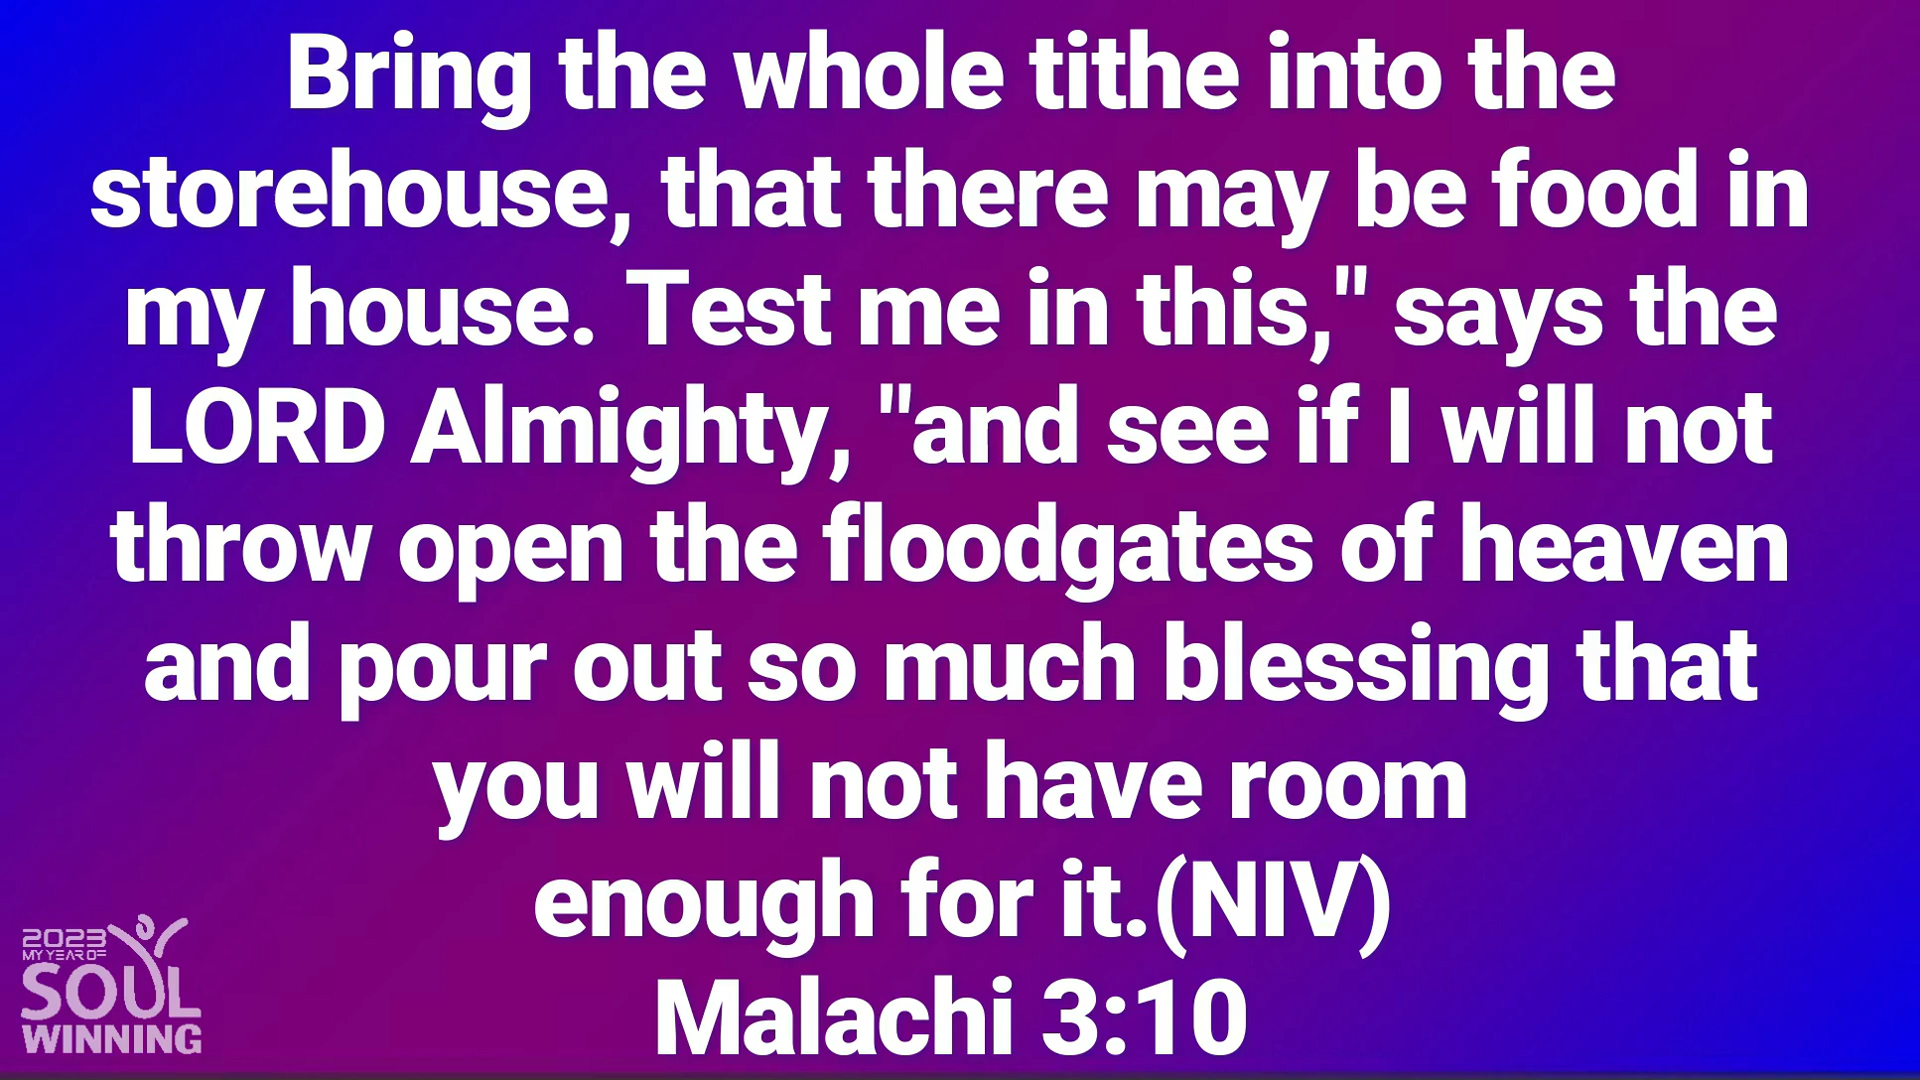 Bring the whole tithe into the
storehouse, that there may be food in
my house. Test me in this," says the
LORD Almighty, "and see if I will not
throw open the floodgates of heaven
and pour out so much blessing that
you will not have room
enough for it.(NIV)
Malachi 3:10
2023
MY YEAR OF
SOUL
WINNING